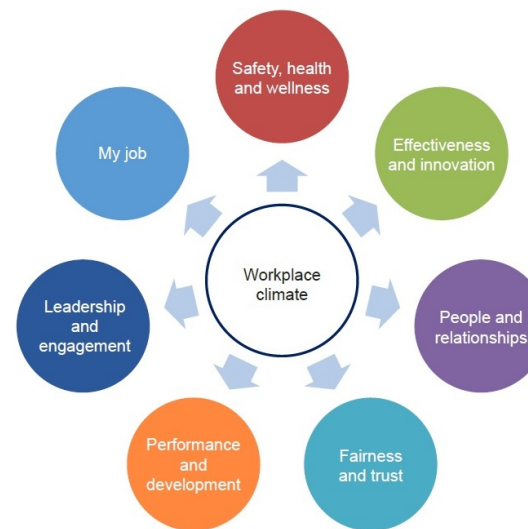 Safety, health
and wellness
Effectiveness
and innovation
People and
relationships
Fairness
and trust
Performance
and
development
Leadership
and
engagement
My job
Workplace
climate